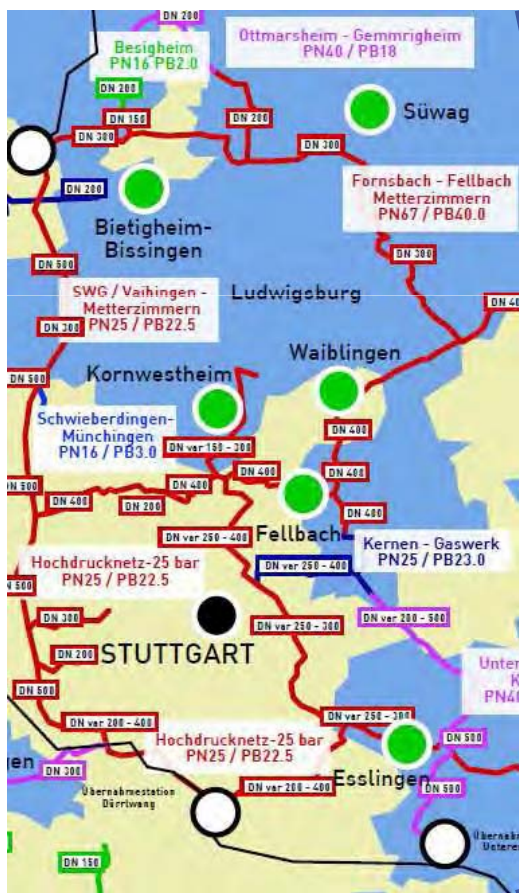 DN 200
Besigheim
PN16 PB2.0
Ottmarsheim - Gemmrigheim
PN40 / PB18
DN 200
DN 150
DN 300
DN 200
DN 300
Süwag
DN 200
Bietigheim-
Bissingen
Fornsbach - Fellbach
Metterzimmern
PN67 / PB40.0
DN 300
DN 500
SWG / Vaihingen -
Metterzimmern
PN25 / PB22.5
Ludwigsburg
DN 300
Waiblingen
DN 500
Kornwestheim
Schwieberdingen-
Münchingen
PN16 / PB3.0
DN var 150 - 300
DN 400
DN 500
DN 400
DN 400
DN 400
DN 400
DN 200
DN 400
Fellbach
DN var 250 - 400
Kernen - Gaswerk
PN25 / PB23.0
Hochdrucknetz-25 bar
PN25 / PB22.5
DN var 250 - 400
DN 500
DN 300
DN var 200 - 500
DN var 250 - 300
STUTTGART
DN 200
DN 500
DN var 200 - 400
DN var 250 - 300
Hochdrucknetz-25 bar
PN25 / PB22.5
DN 500
DN 300
Esslingen
DN var 200 - 400
DN 500
Übernahmestation
Dürrlwang
DN 150